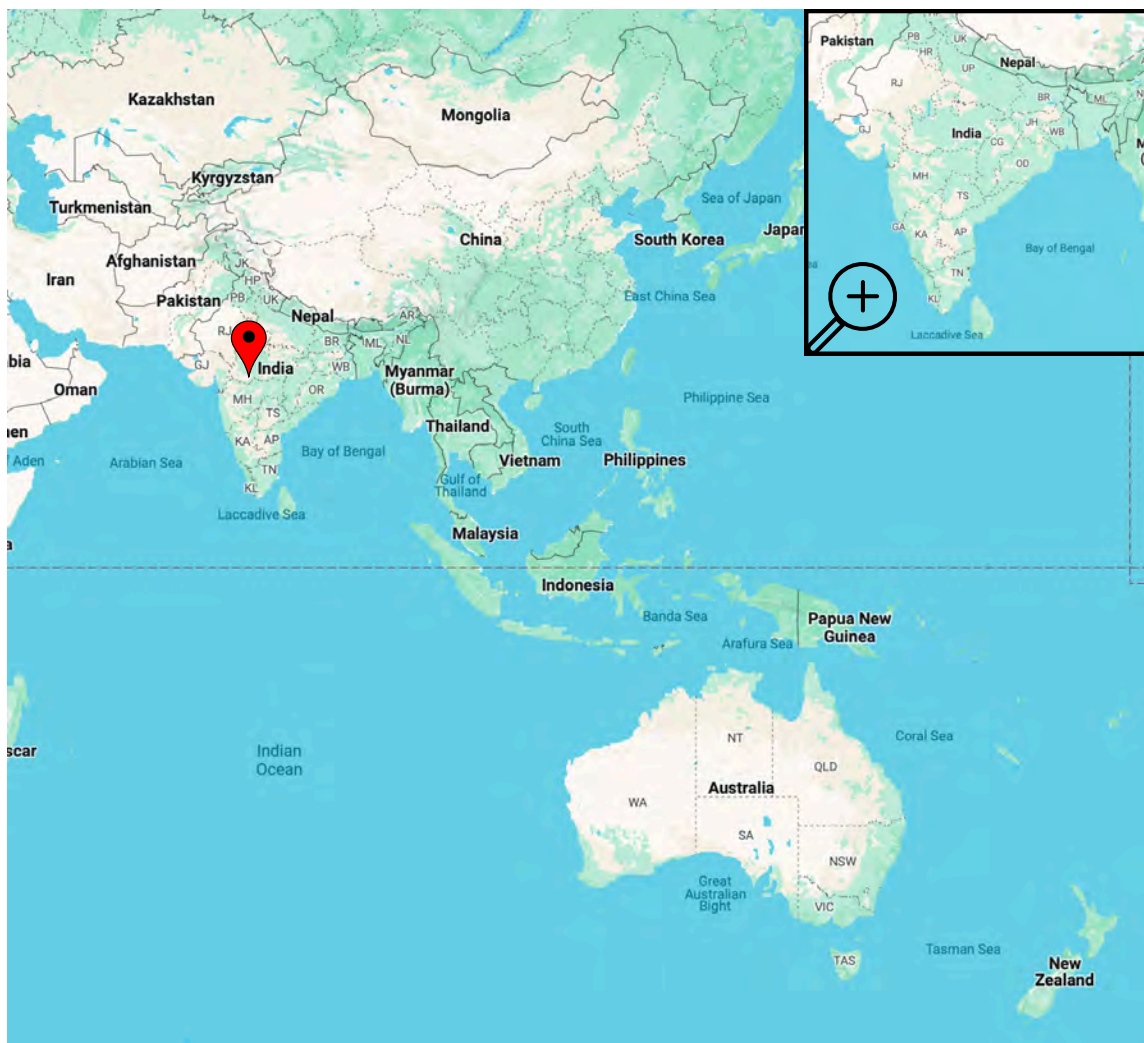 Kazakhstan
Mongolia
Kyrgyzstan
Turkmenistan
Sea of Japan
China
South Korea
Japan
Afghanistan
Iran
JK
HP
Pakistan
PB
UK
East China Sea
Nepal
AR
RJ
BR
ML
NL
GJ
India
WB
Myanmar
(Burma)
bia
Oman
MH
OR
Philippine Sea
TS
Thailand
South
China Sea
en
KA
AP
Bay of Bengal
of Aden
Arabian Sea
TN
Vietnam
Philippines
KL
Gulf of
Thailand
Laccadive Sea
Malaysia
a
Indonesia
Banda Sea
Papua New
Guinea
Arafura Sea
Indian
Ocean
scar
NT
Coral Sea
QLD
Australia
WA
SA
NSW
Great
Australian
Bight
VIC
Tasman Sea
TAS
New
Zealand
Pakistan
PB
UK
HR
Nepal
UP
RJ
BR
ML
N
GJ
India
JH
WB
CG
OD
M
MH
TS
GA
KA
AP
Bay of Bengal
ea
TN
KL
Laccadive Sea